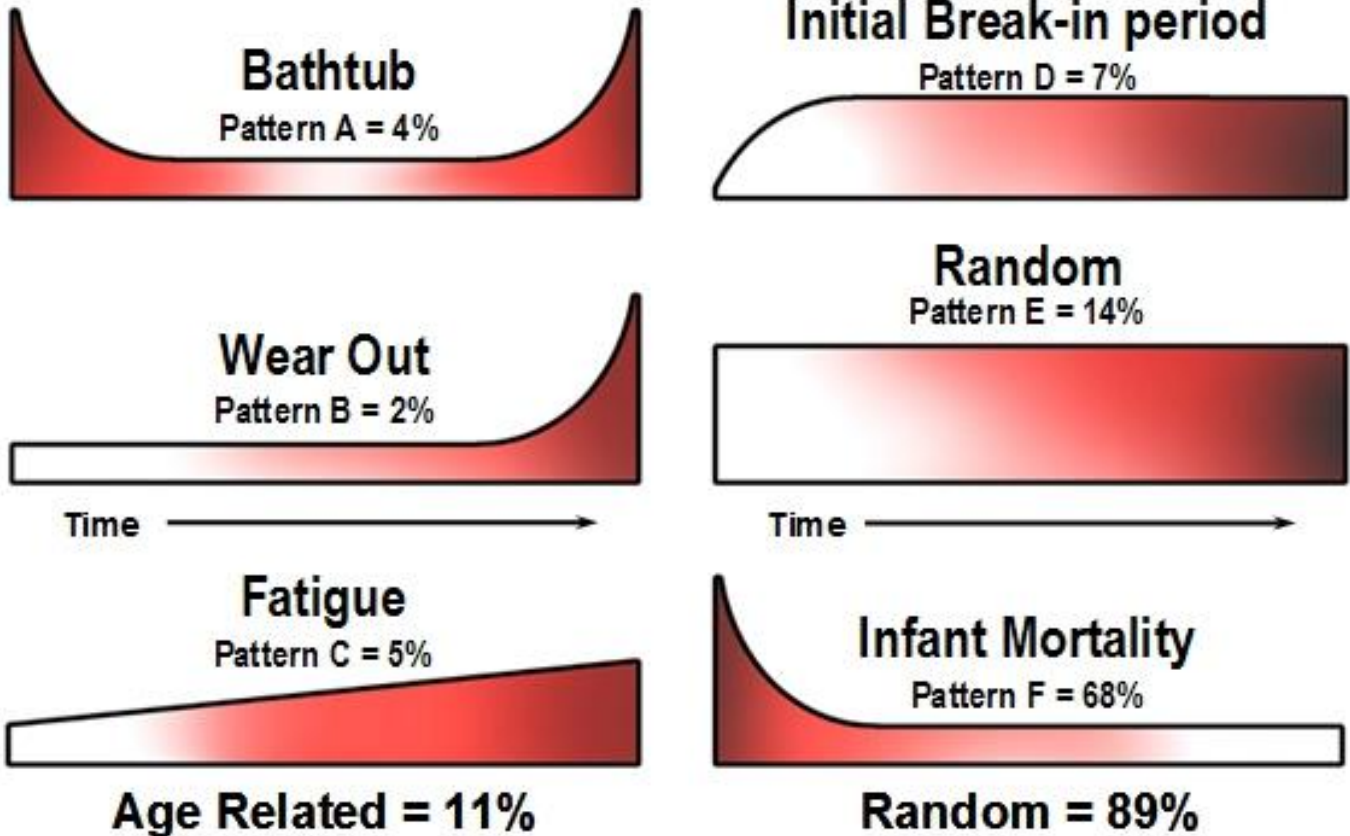 Bathtub
Pattern A = 4%
Wear Out
Pattern B = 2%
Time
Fatigue
Pattern C = 5%
Age Related = 11%
Initial Break-in period
Pattern D = 7%
Random
Pattern E = 14%
Time
Infant Mortality
Pattern F = 68%
Random = 89%